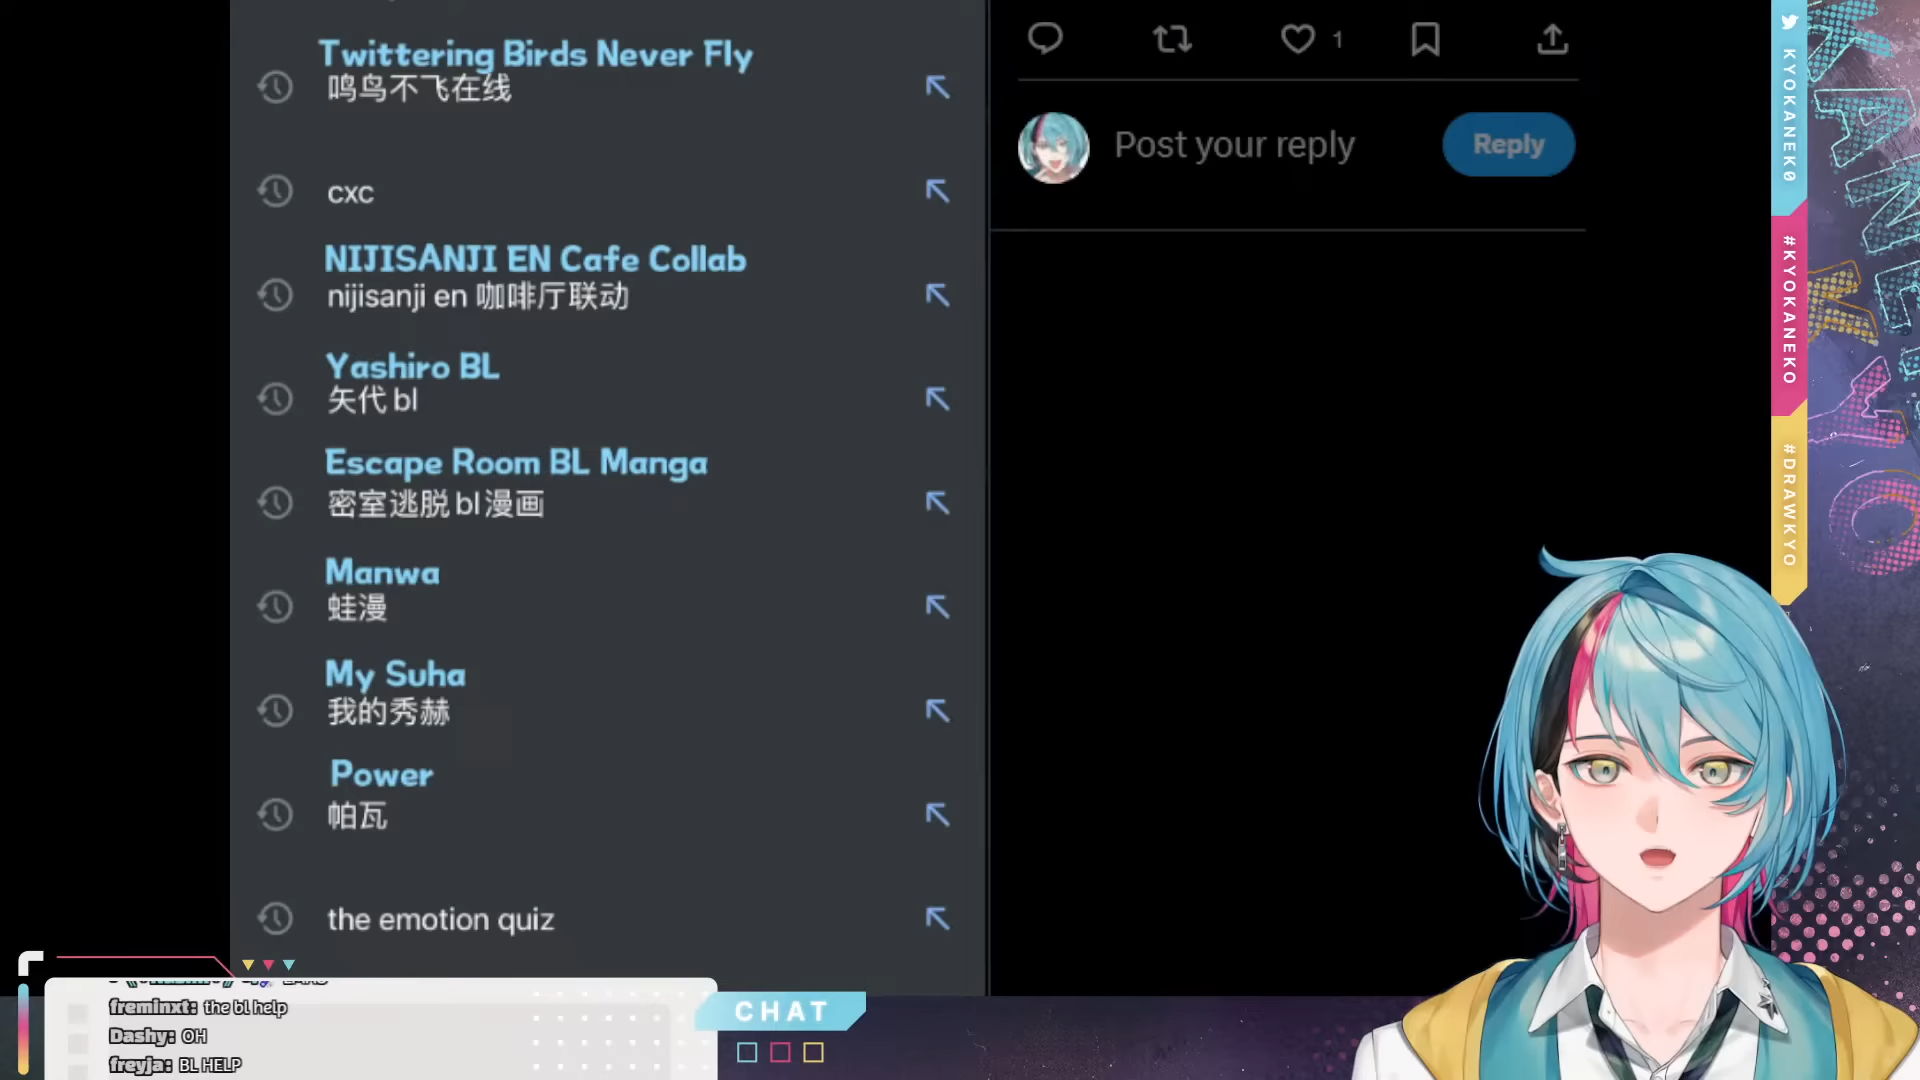 Twittering Birds Never Fly
鸣鸟不飞在线
cxc
NIJISANJI EN Cafe Collab
nijisanji en 咖啡厅联动
Yashiro BL
矢代 bl
Escape Room BL Manga
密室逃脱 bl 漫画
Manwa
蛙漫
My Suha
我的秀赫
Power
帕瓦
the emotion quiz
1
Post your reply
Reply
KYOKANEK0
#KYOKANEKO
#DRAWKYO
freminxt: the bl help
Dashy: OH
freyja: BL HELP
CHAT